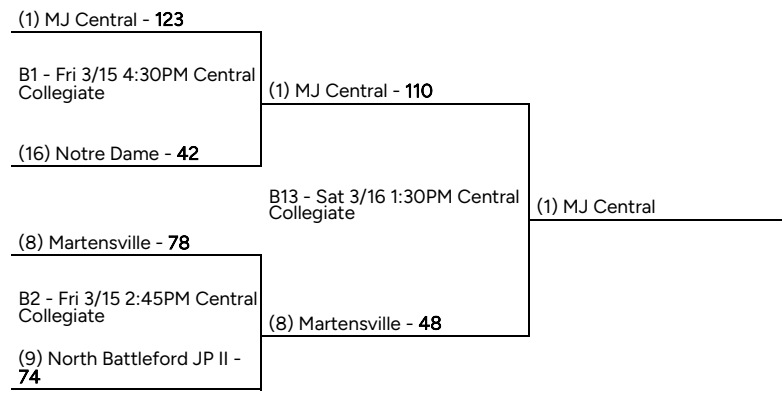 (1) MJ Central - 123
B1 - Fri 3/15 4:30PM Central
Collegiate
(1) MJ Central - 110
(16) Notre Dame - 42
B13 - Sat 3/16 1:30PM Central
Collegiate
(1) MJ Central
(8) Martensville - 78
B2 - Fri 3/15 2:45PM Central
Collegiate
(8) Martensville - 48
(9) North Battleford JP II -
74